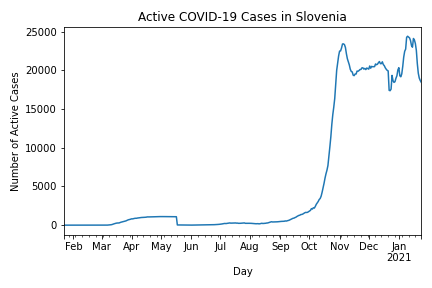 Active COVID-19 Cases in Slovenia
Number of Active Cases
25000
20000
15000
10000
5000
0
Feb Mar Apr May Jun Jul Aug Sep Oct Nov Dec Jan
2021
Day